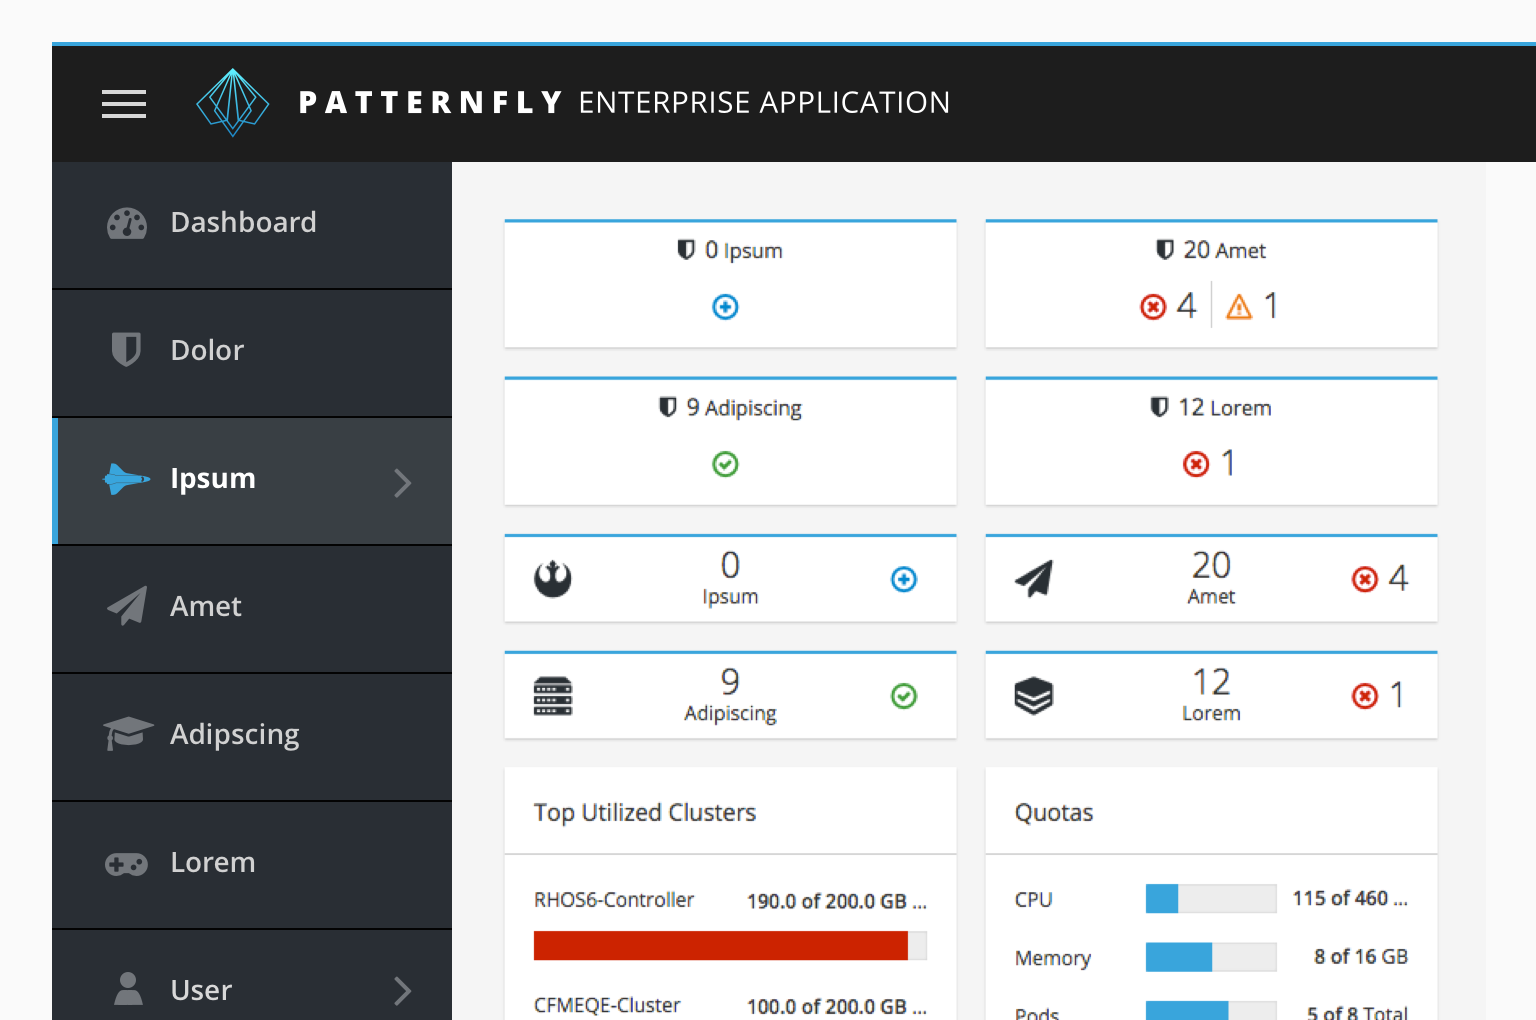 PATTERNFLY ENTERPRISE APPLICATION
Dashboard
Dolor
Ipsum
Amet
Adipscing
Lorem
User
0 Ipsum
20 Amet
4 1
9 Adipiscing
12 Lorem
1
0
Ipsum
20
Amet
4
9
Adipiscing
12
Lorem
1
Top Utilized Clusters
RHOS6-Controller 190.0 of 200.0 GB ...
CFMEQE-Cluster 100.0 of 200.0 GB ...
Quotas
CPU 115 of 460 ...
Memory 8 of 16 GB
Pods 5 of 8 Total